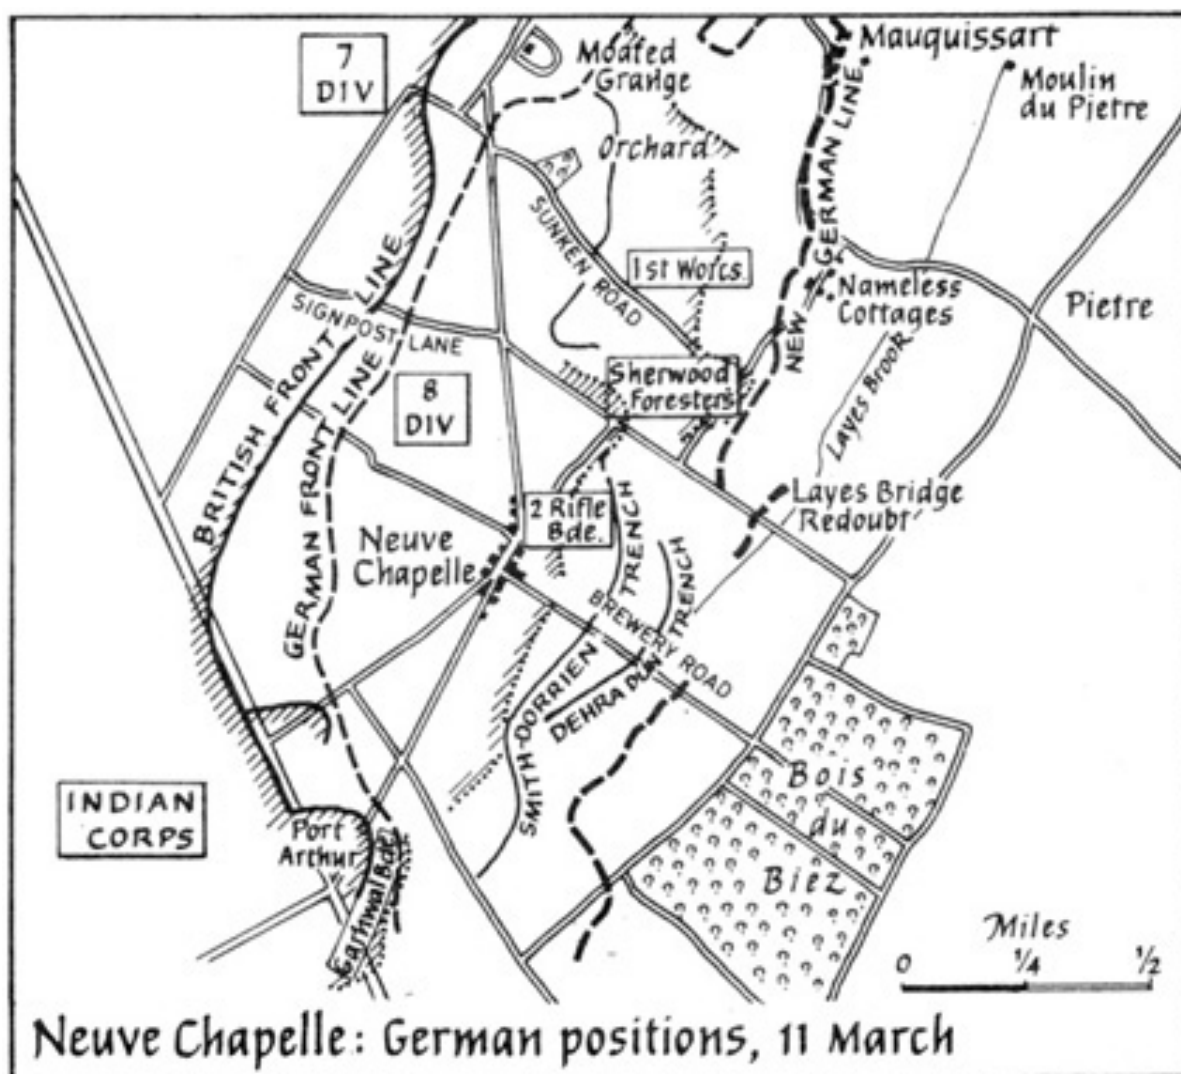 7
DIV
Moated
Grange
Mauquissart
Moulin
du Pietre
Orchard
NEW GERMAN LINE
SUNKEN ROAD
1st Worcs.
Nameless
Cottages
Pietre
SIGNPOST LANE
BRITISH FRONT LINE
GERMAN FRONT LINE
8
DIV
Sherwood
Foresters
Layes Brook
Layes Bridge
Redoubt
2 Rifle
Bde.
Neuve
Chapelle
SMITH-DORRIEN TRENCH
DEHRA DUN TRENCH
BREWERY ROAD
Bois
du
Biez
INDIAN
CORPS
Port
Arthur
Garhwal Bde.
Miles
0 1/4 1/2
Neuve Chapelle: German positions, 11 March